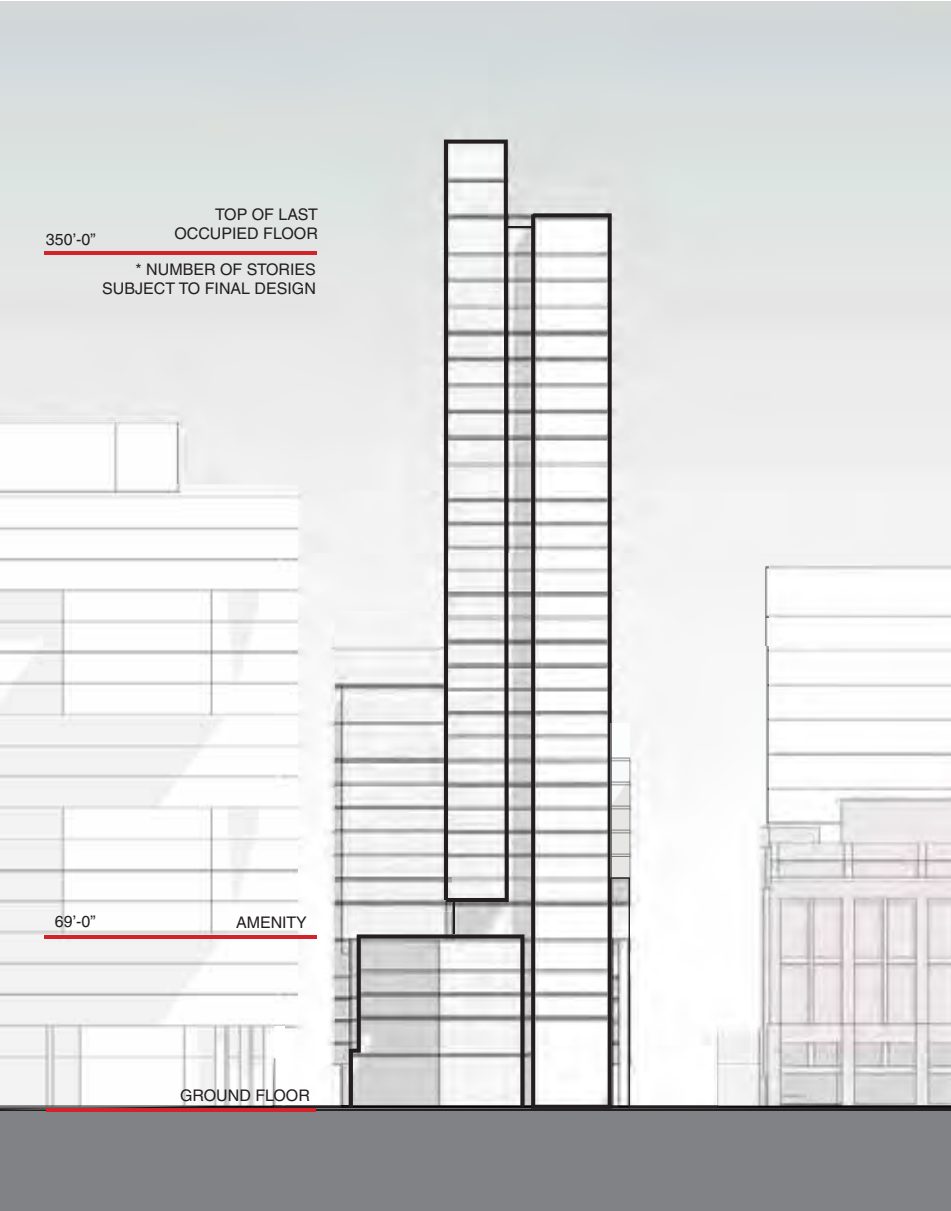 TOP OF LAST
OCCUPIED FLOOR
350'-0”
* NUMBER OF STORIES
SUBJECT TO FINAL DESIGN
69'-0”
AMENITY
GROUND FLOOR